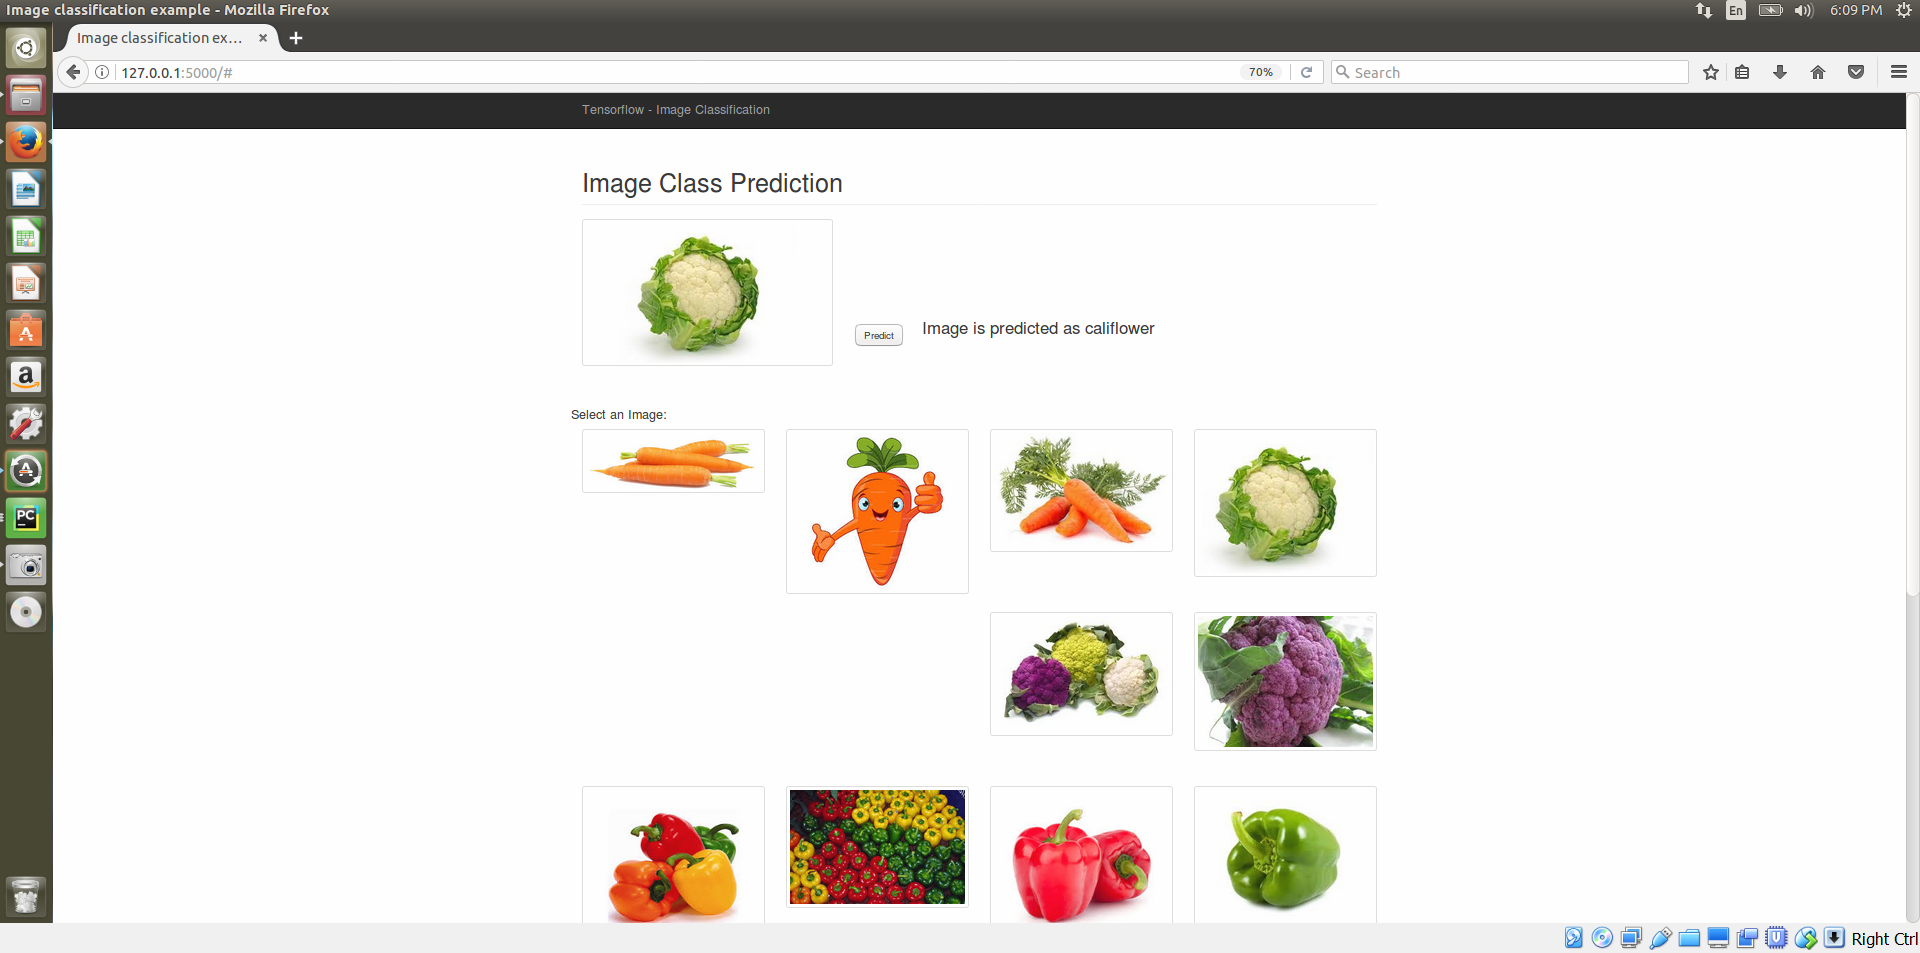 Image classification example - Mozilla Firefox
En
6:09 PM
Image classification ex...
127.0.0.1:5000/#
70%
Search
Tensorflow - Image Classification
Image Class Prediction
Predict
Image is predicted as califlower
Select an Image:
a
PC
Right Ctrl